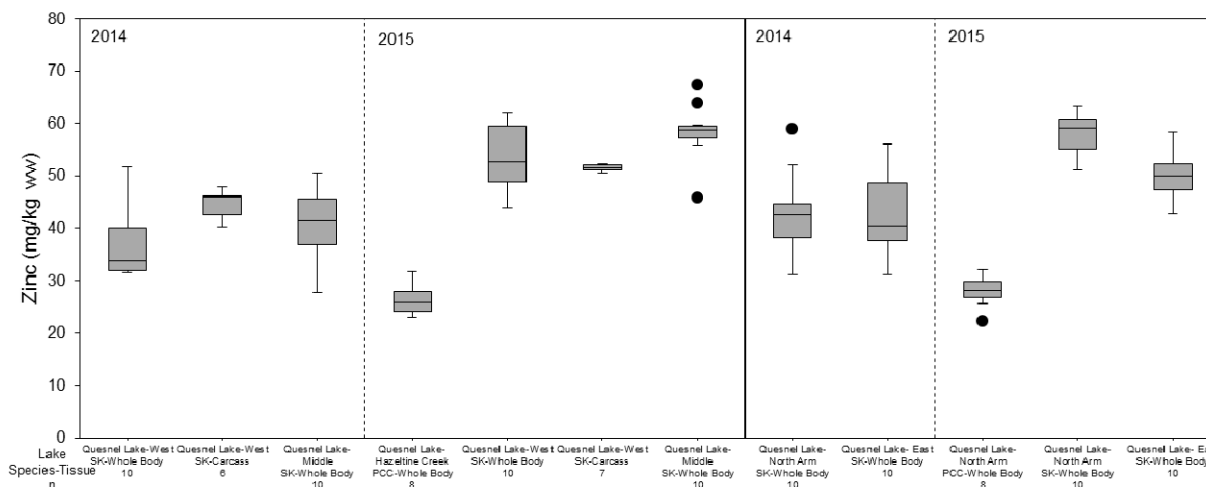 80
70
60
50
40
30
20
10
0
Zinc (mg/kg ww)
2014
2015
2014
2015
Lake
Species-Tissue
n
Quesnel Lake-West
SK-Whole Body
10
Quesnel Lake-West
SK-Carcass
6
Quesnel Lake-
Middle
SK-Whole Body
10
Quesnel Lake-
Hazeltine Creek
PCC-Whole Body
8
Quesnel Lake-West
SK-Whole Body
10
Quesnel Lake-West
SK-Carcass
7
Quesnel Lake-
Middle
SK-Whole Body
10
Quesnel Lake-
North Arm
SK-Whole Body
10
Quesnel Lake- East
SK-Whole Body
10
Quesnel Lake-
North Arm
PCC-Whole Body
8
Quesnel Lake-
North Arm
SK-Whole Body
10
Quesnel Lake- East
SK-Whole Body
10